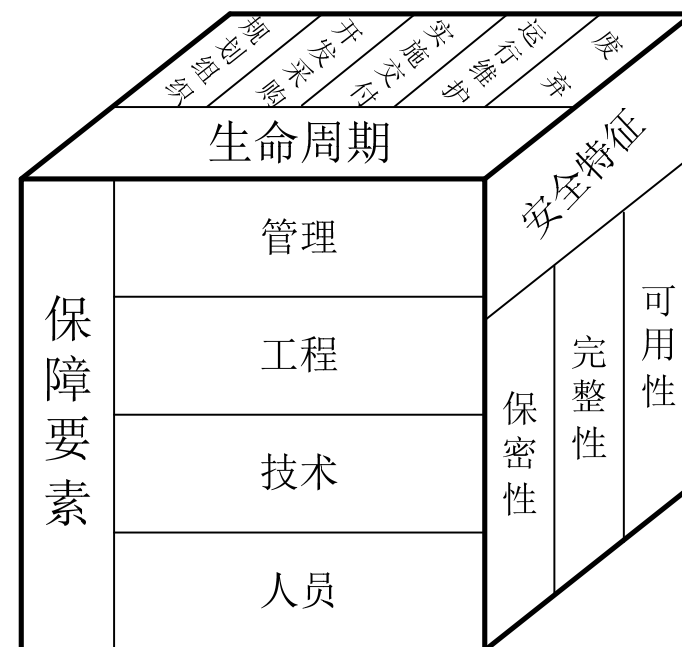 规划组织
开发采购
实施交付
运行维护
废弃
生命周期
安全特征
保障要素
管理
工程
技术
人员
保密性
完整性
可用性